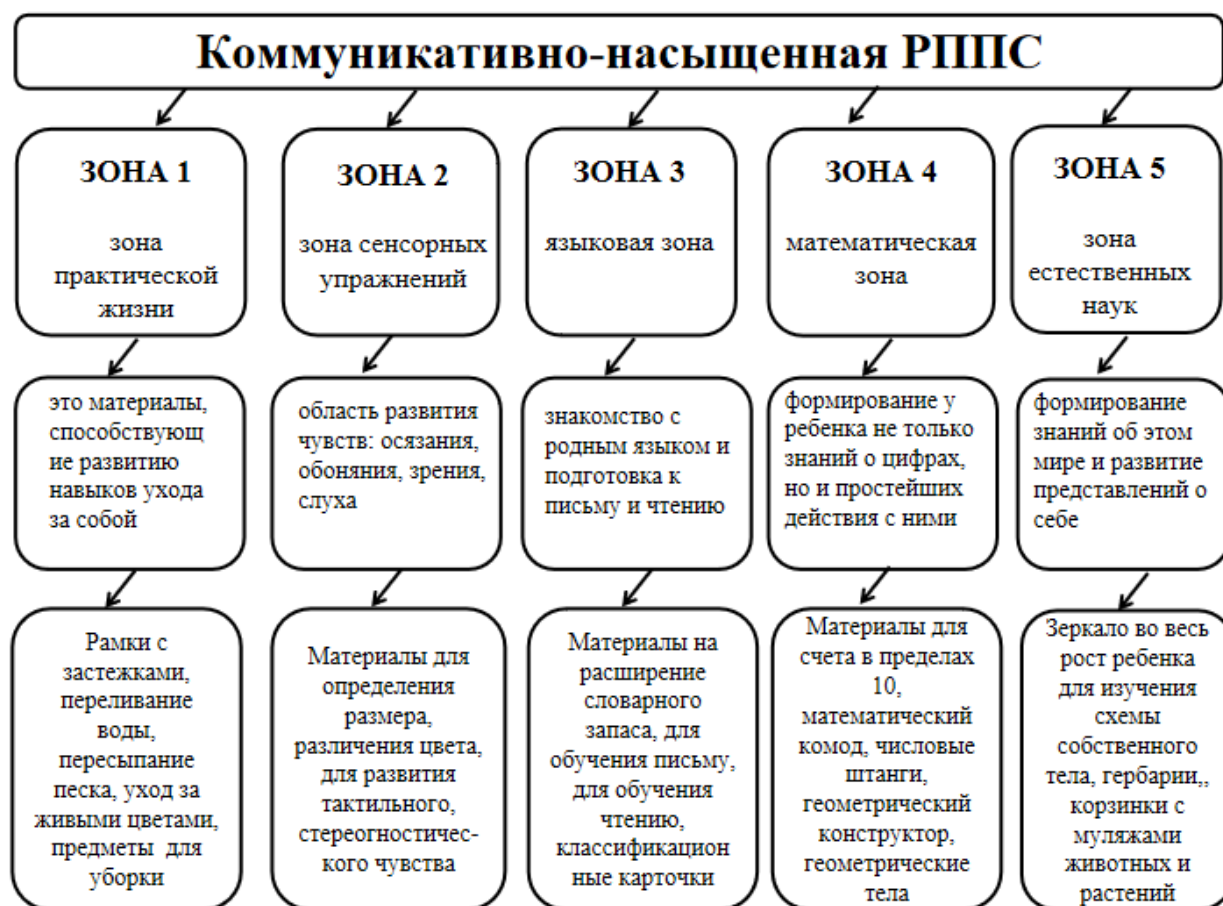 Коммуникативно-насыщенная РППС
ЗОНА 1
зона
практической
жизни
ЗОНА 2
зона сенсорных
упражнений
ЗОНА 3
языковая зона
ЗОНА 4
математическая
зона
ЗОНА 5
зона
естественных
наук
это материалы,
способствующ
ие развитию
навыков ухода
за собой
область развития
чувств: осязания,
обоняния, зрения,
слуха
знакомство с
родным языком и
подготовка к
письму и чтению
формирование у
ребенка не только
знаний о цифрах,
но и простейших
действия с ними
формирование
знаний об этом
мире и развитие
представлений о
себе
Рамки с
застежками,
переливание
воды,
пересыпание
песка, уход за
живыми цветами,
предметы для
уборки
Материалы для
определения
размера,
различения цвета,
для развития
тактильного,
стереогностичес-
кого чувства
Материалы на
расширение
словарного
запаса, для
обучения письму,
для обучения
чтению,
классификацион
ные карточки
Материалы для
счета в пределах
10,
математический
комод, числовые
штанги,
геометрический
конструктор,
геометрические
тела
Зеркало во весь
рост ребенка
для изучения
схемы
собственного
тела, гербарии,,
корзинки с
муляжами
животных и
растений